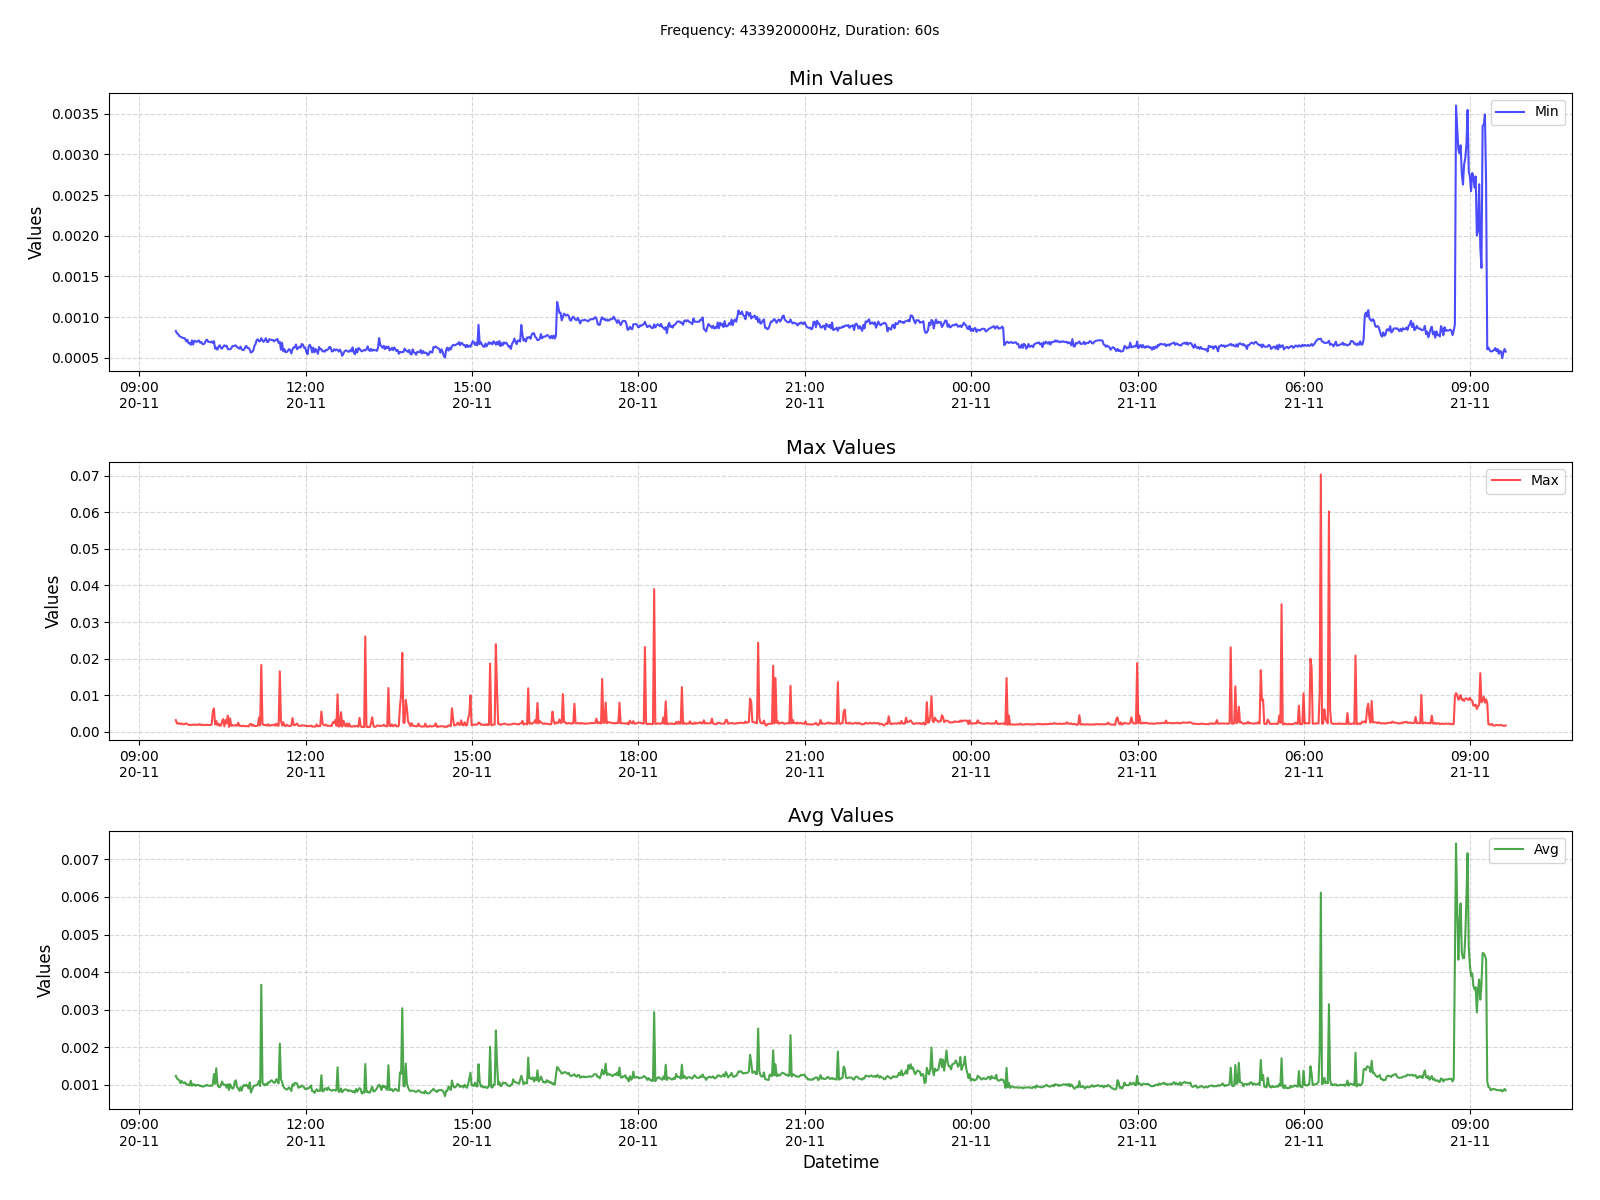 Frequency: 433920000Hz, Duration: 60s
Min Values
Min
Values
0.0035
0.0030
0.0025
0.0020
0.0015
0.0010
0.0005
09:00 12:00 15:00 18:00 21:00 00:00 03:00 06:00 09:00
20-11 20-11 20-11 20-11 20-11 21-11 21-11 21-11 21-11
Max Values
Max
Values
0.07
0.06
0.05
0.04
0.03
0.02
0.01
0.00
09:00 12:00 15:00 18:00 21:00 00:00 03:00 06:00 09:00
20-11 20-11 20-11 20-11 20-11 21-11 21-11 21-11 21-11
Avg Values
Avg
Values
0.007
0.006
0.005
0.004
0.003
0.002
0.001
09:00 12:00 15:00 18:00 21:00 00:00 03:00 06:00 09:00
20-11 20-11 20-11 20-11 20-11 21-11 21-11 21-11 21-11
Datetime